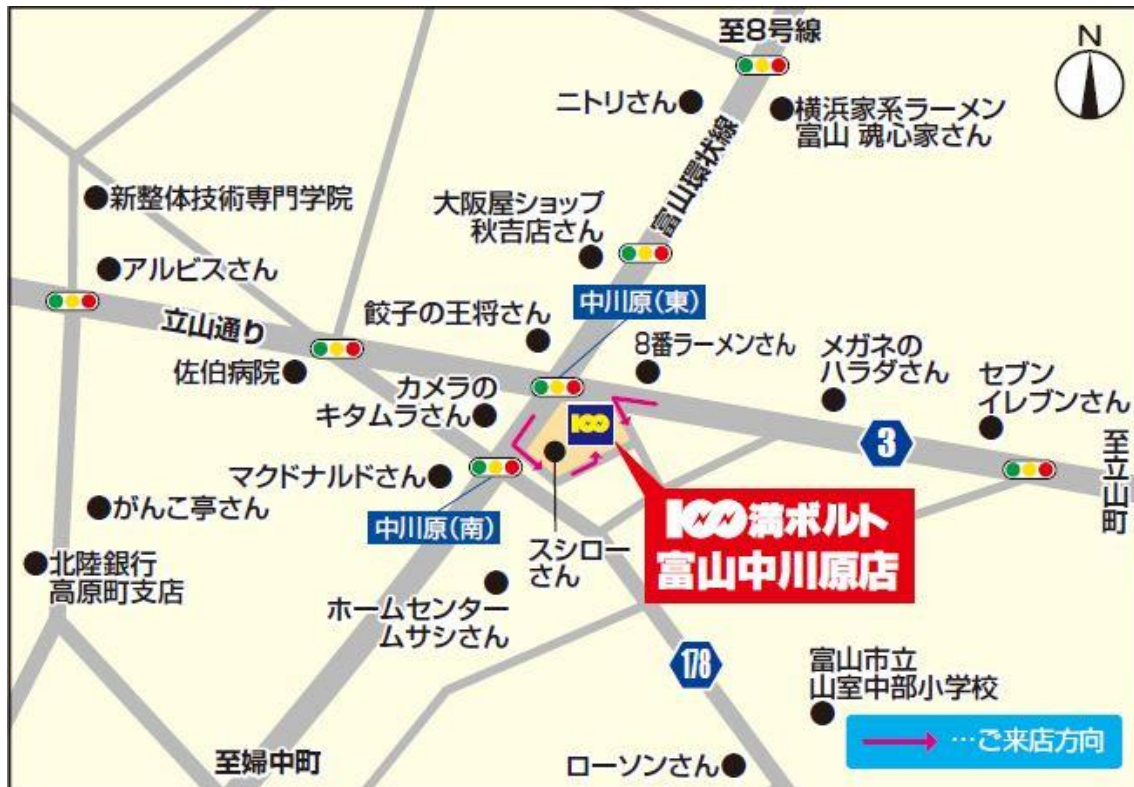 至8号線
N
ニトリさん
横浜家系ラーメン
富山 魂心家さん
富山環状線
新整体技術専門学院
大阪屋ショップ
秋吉店さん
アルビスさん
中川原(東)
立山通り
餃子の王将さん
8番ラーメンさん
メガネの
ハラダさん
セブン
イレブンさん
佐伯病院
カメラの
キタムラさん
100
3
至立山町
マクドナルドさん
がんこ亭さん
中川原(南)
スシロー
さん
100満ボルト
富山中川原店
北陸銀行
高原町支店
ホームセンター
ムサシさん
178
富山市立
山室中部小学校
…ご来店方向
至婦中町
ローソンさん